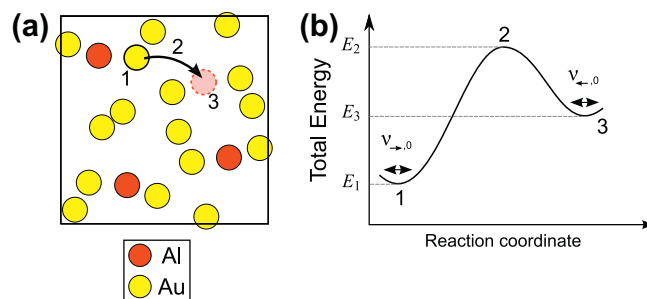 (a)
1
2
3
Al
Au
(b)
Total Energy
E₂
E₃
E₁
ν→,0
ν←,0
1
2
3
Reaction coordinate